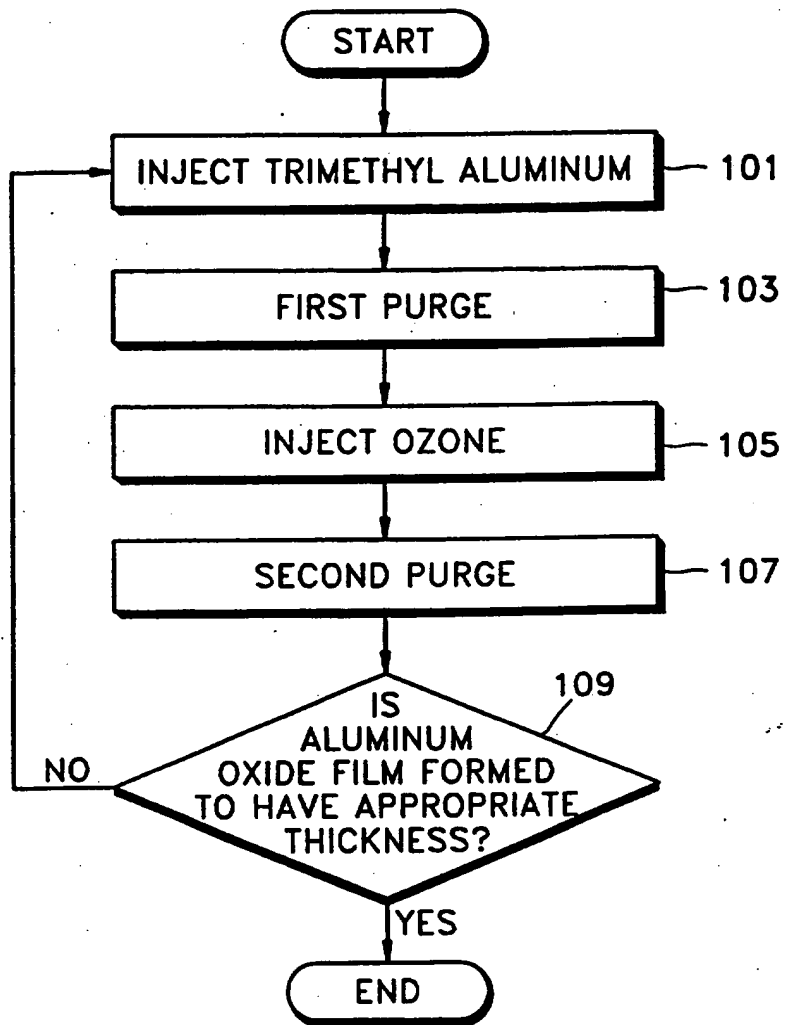 START
INJECT TRIMETHYL ALUMINUM
101
FIRST PURGE
103
INJECT OZONE
105
SECOND PURGE
107
109
IS
ALUMINUM
OXIDE FILM FORMED
TO HAVE APPROPRIATE
THICKNESS?
NO
YES
END